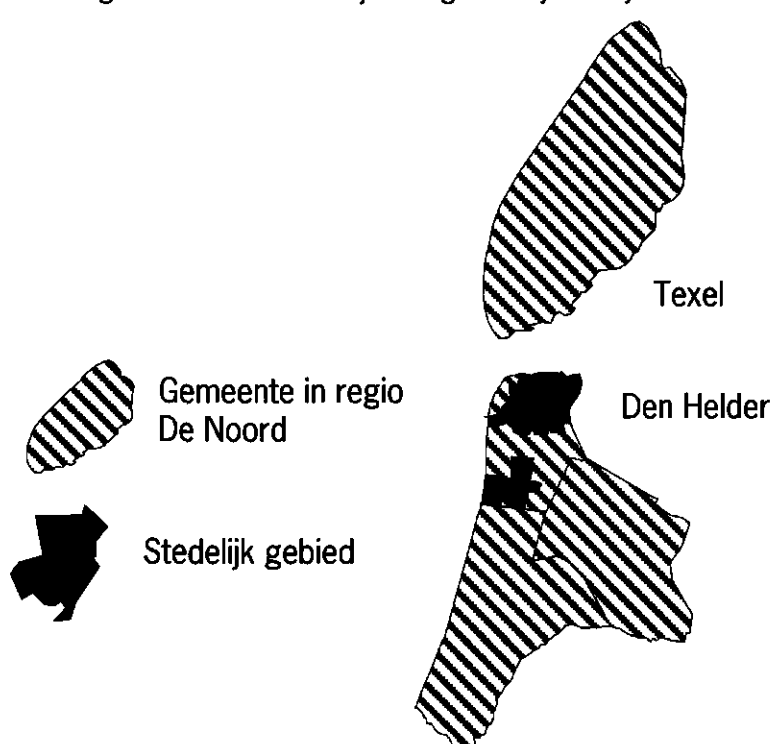 Texel
Gemeente in regio
De Noord
Den Helder
Stedelijk gebied